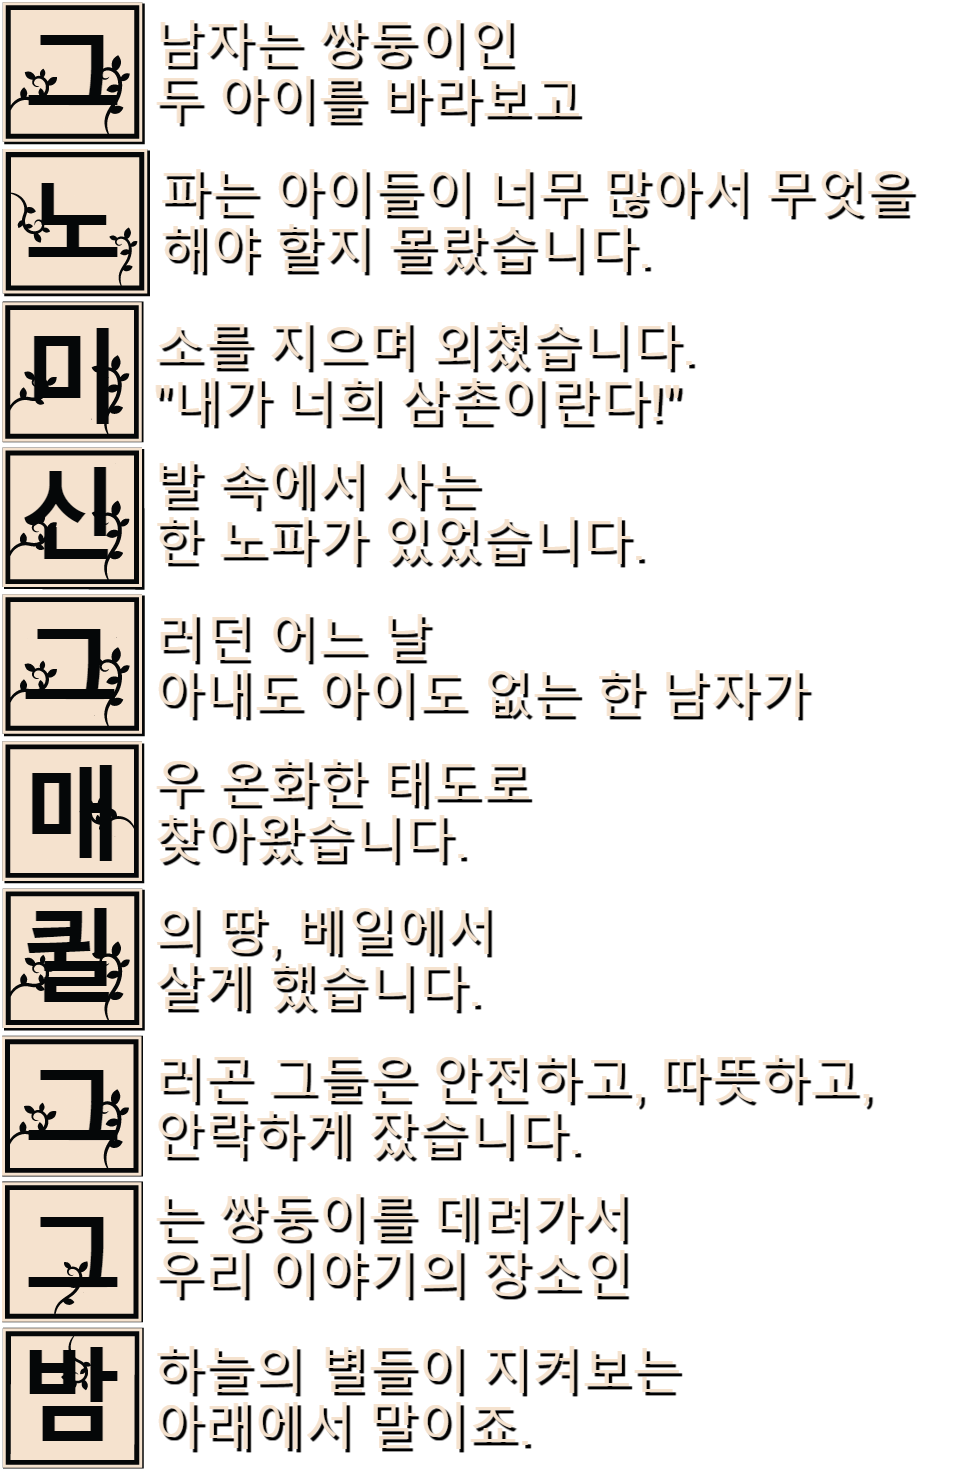 그남자는 쌍둥이인
두 아이를 바라보고
노파는 아이들이 너무 많아서 무엇을
해야 할지 몰랐습니다.
미소를 지으며 외쳤습니다.
"내가 너희 삼촌이란다!"
신발 속에서 사는
한 노파가 있었습니다.
그러던 어느 날
아내도 아이도 없는 한 남자가
매우 온화한 태도로
찾아왔습니다.
퀼의 땅, 베일에서
살게 했습니다.
그러곤 그들은 안전하고, 따뜻하고,
안락하게 잤습니다.
그는 쌍둥이를 데려가서
우리 이야기의 장소인
밤하늘의 별들이 지켜보는
아래에서 말이죠.